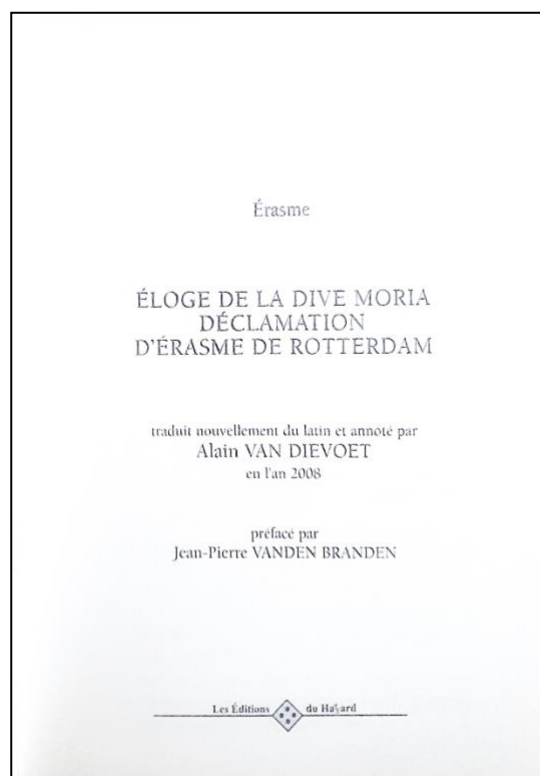 Érasme
ÉLOGE DE LA DIVE MORIA
DÉCLAMATION
D'ÉRASME DE ROTTERDAM
traduit nouvellement du latin et annoté par
Alain VAN DIEVOET
en l'an 2008
préfacé par
Jean-Pierre VANDEN BRANDEN
Les Éditions du Hazard